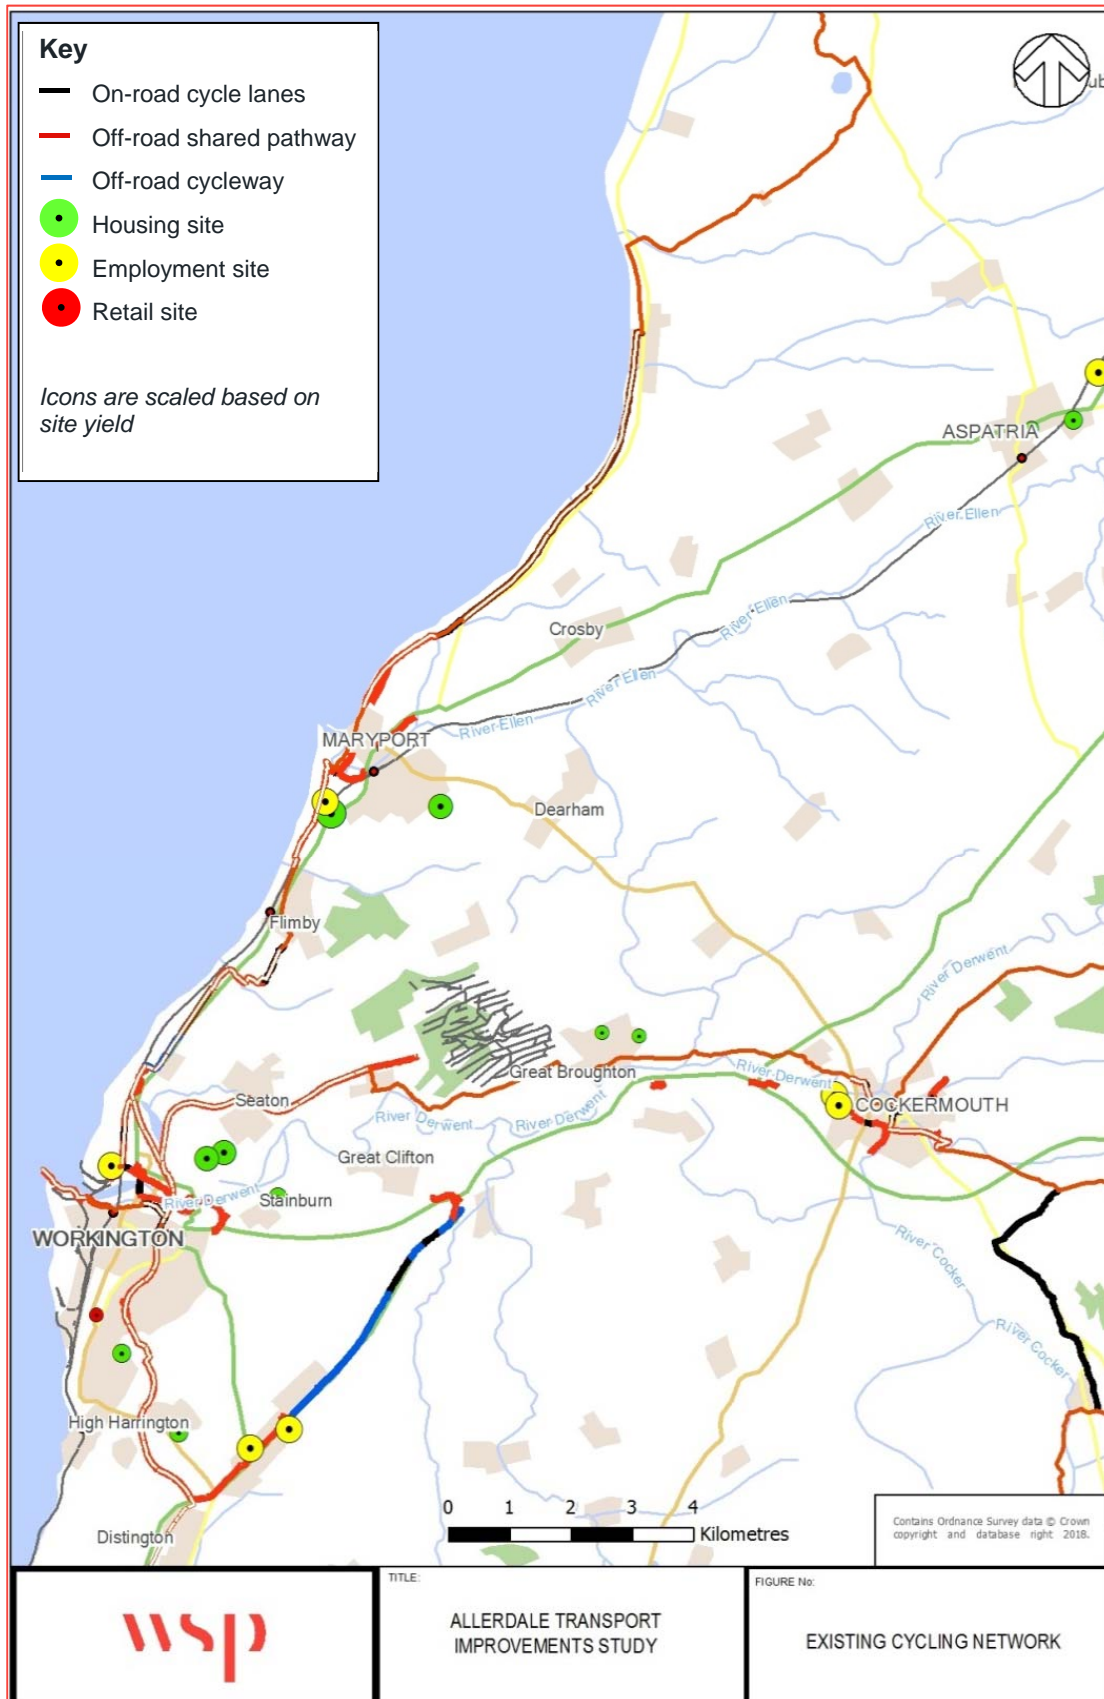 Key
On-road cycle lanes
Off-road shared pathway
Off-road cycleway
Housing site
Employment site
Retail site
Icons are scaled based on
site yield
ub
ASPATRIA
River Ellen
River Ellen
Crosby
River Ellen
River Ellen
MARYPORT
Dearham
Flimby
River Derwent
Great Broughton
River Derwent
Seaton
River Derwent
River Derwent
COCKERMOUTH
Great Clifton
Stainburn
River Derwent
WORKINGTON
River Cocker
River Cocker
High Harrington
Distington
0 1 2 3 4
Kilometres
Contains Ordnance Survey data © Crown
copyright and database right 2018.
wsp
TITLE:
ALLERDALE TRANSPORT
IMPROVEMENTS STUDY
FIGURE No:
EXISTING CYCLING NETWORK